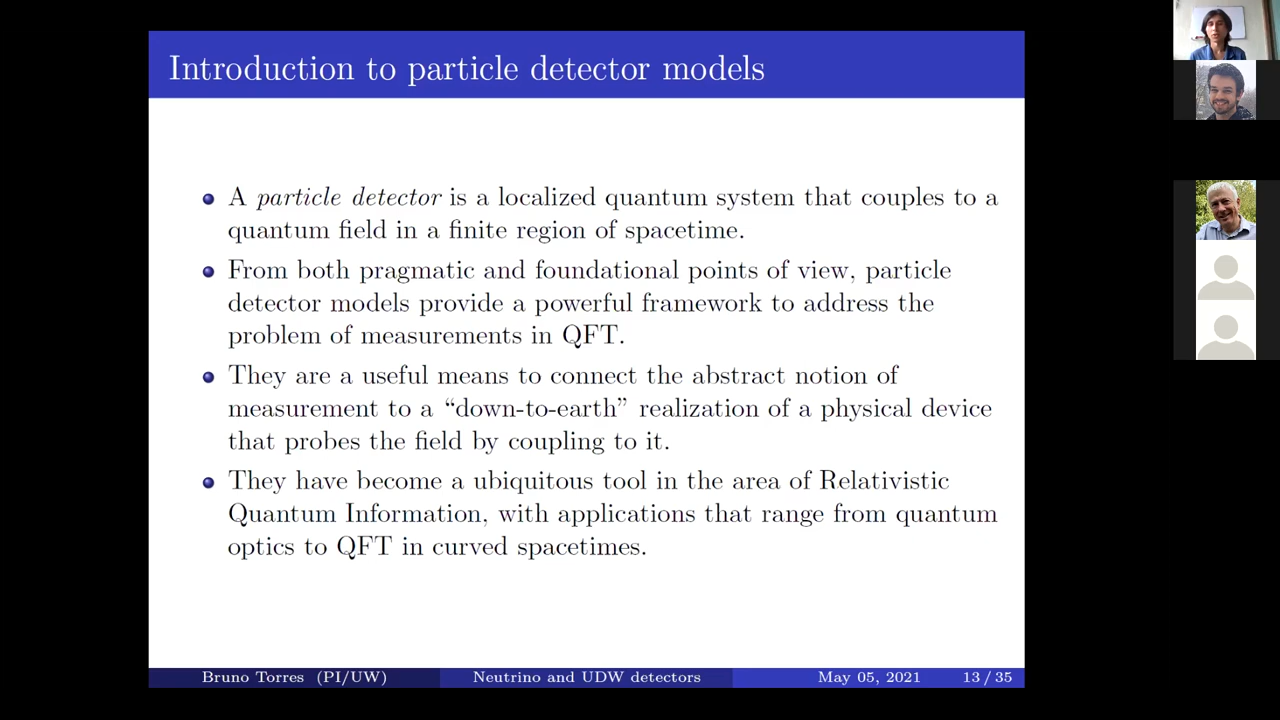 Introduction to particle detector models
A particle detector is a localized quantum system that couples to a
quantum field in a finite region of spacetime.
From both pragmatic and foundational points of view, particle
detector models provide a powerful framework to address the
problem of measurements in QFT.
They are a useful means to connect the abstract notion of
measurement to a “down-to-earth” realization of a physical device
that probes the field by coupling to it.
They have become a ubiquitous tool in the area of Relativistic
Quantum Information, with applications that range from quantum
optics to QFT in curved spacetimes.
Bruno Torres (PI/UW) Neutrino and UDW detectors May 05, 2021 13 / 35